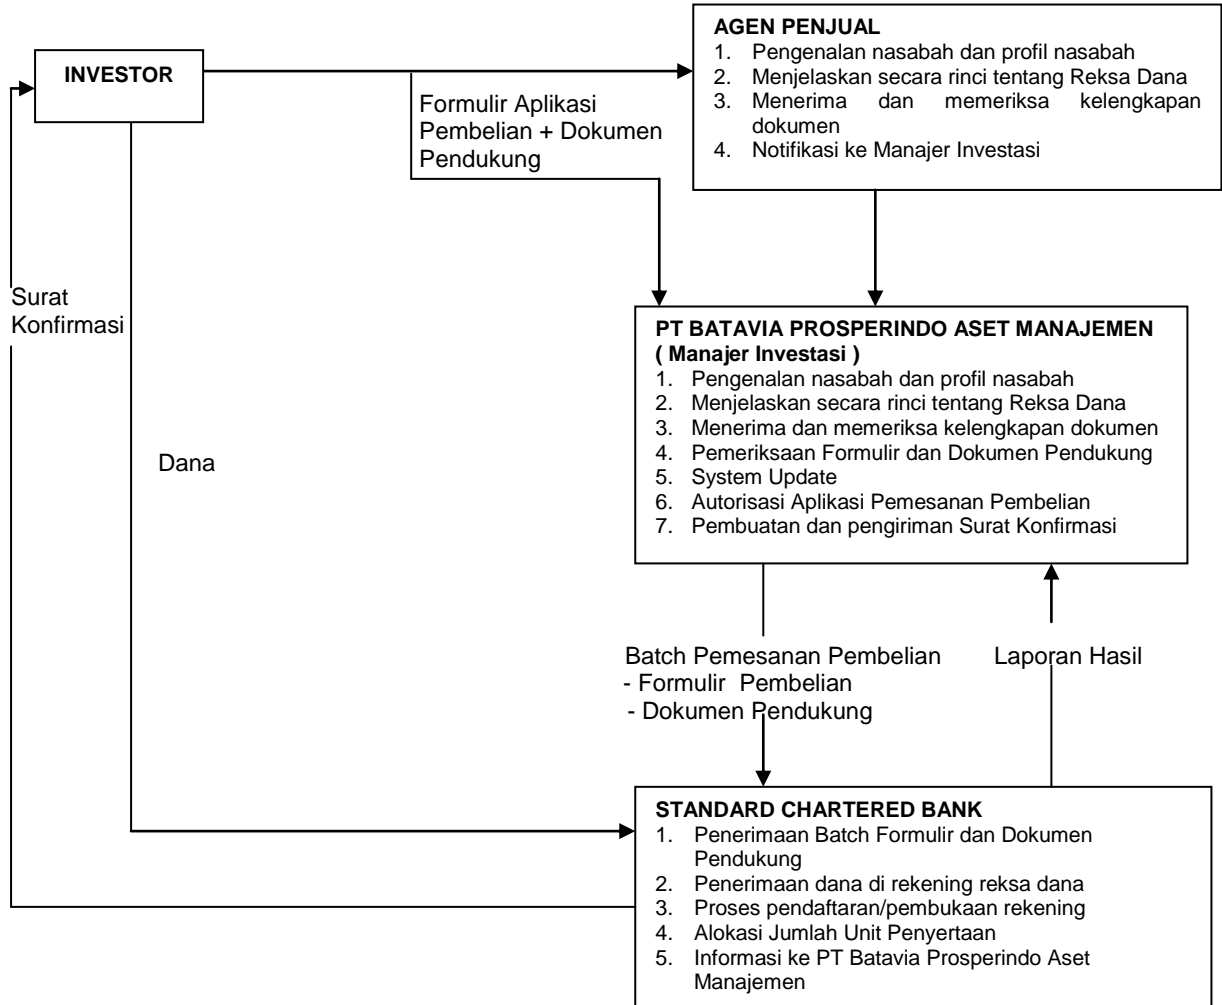 INVESTOR
Formulir Aplikasi
Pembelian + Dokumen
Pendukung
AGEN PENJUAL
1. Pengenalan nasabah dan profil nasabah
2. Menjelaskan secara rinci tentang Reksa Dana
3. Menerima dan memeriksa kelengkapan
dokumen
4. Notifikasi ke Manajer Investasi
Surat
Konfirmasi
Dana
PT BATAVIA PROSPERINDO ASET MANAJEMEN
( Manajer Investasi )
1. Pengenalan nasabah dan profil nasabah
2. Menjelaskan secara rinci tentang Reksa Dana
3. Menerima dan memeriksa kelengkapan dokumen
4. Pemeriksaan Formulir dan Dokumen Pendukung
5. System Update
6. Autorisasi Aplikasi Pemesanan Pembelian
7. Pembuatan dan pengiriman Surat Konfirmasi
Batch Pemesanan Pembelian
- Formulir Pembelian
- Dokumen Pendukung
Laporan Hasil
STANDARD CHARTERED BANK
1. Penerimaan Batch Formulir dan Dokumen
Pendukung
2. Penerimaan dana di rekening reksa dana
3. Proses pendaftaran/pembukaan rekening
4. Alokasi Jumlah Unit Penyertaan
5. Informasi ke PT Batavia Prosperindo Aset
Manajemen